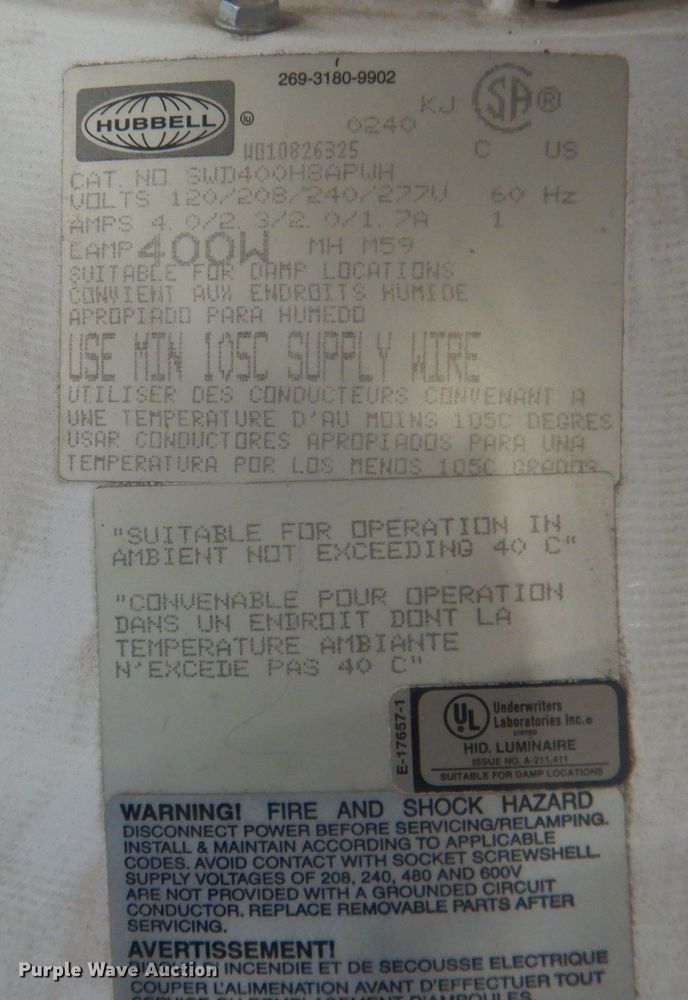 269-3180-9902
HUBBELL
KJ SA ®
0240
W010826325 C US
CAT. NO. SWD400H8APWH
VOLTS 120/208/240/277V 60 Hz
AMPS 4.0/2.3/2.0/1.7A 1
LAMP 400W MH M59
SUITABLE FOR DAMP LOCATIONS
CONVIENT AUX ENDROITS HUMIDE
APROPIADO PARA HUMEDO
USE MIN 105C SUPPLY WIRE
UTILISER DES CONDUCTEURS CONVENANT A
UNE TEMPERATURE D'AU MOINS 105C DEGRES
USAR CONDUCTORES APROPIADOS PARA UNA
TEMPERATURA POR LOS MENOS 105C GRADOS
"SUITABLE FOR OPERATION IN
AMBIENT NOT EXCEEDING 40 C"
"CONVENABLE POUR OPERATION
DANS UN ENDROIT DONT LA
TEMPERATURE AMBIANTE
N'EXCEDE PAS 40 C"
E-17657-1
UL Underwriters
Laboratories Inc.®
LISTED
HID. LUMINAIRE
ISSUE NO. A-211,411
SUITABLE FOR DAMP LOCATIONS
WARNING! FIRE AND SHOCK HAZARD
DISCONNECT POWER BEFORE SERVICING/RELAMPING.
INSTALL & MAINTAIN ACCORDING TO APPLICABLE
CODES. AVOID CONTACT WITH SOCKET SCREWSHELL.
SUPPLY VOLTAGES OF 208, 240, 480 AND 600V
ARE NOT PROVIDED WITH A GROUNDED CIRCUIT
CONDUCTOR. REPLACE REMOVABLE PARTS AFTER
SERVICING.
AVERTISSEMENT!
D'INCENDIE ET DE SECOUSSE ELECTRIQUE
COUPER L'ALIMENATION AVANT D'EFFECTUER TOUT
Purple Wave Auction